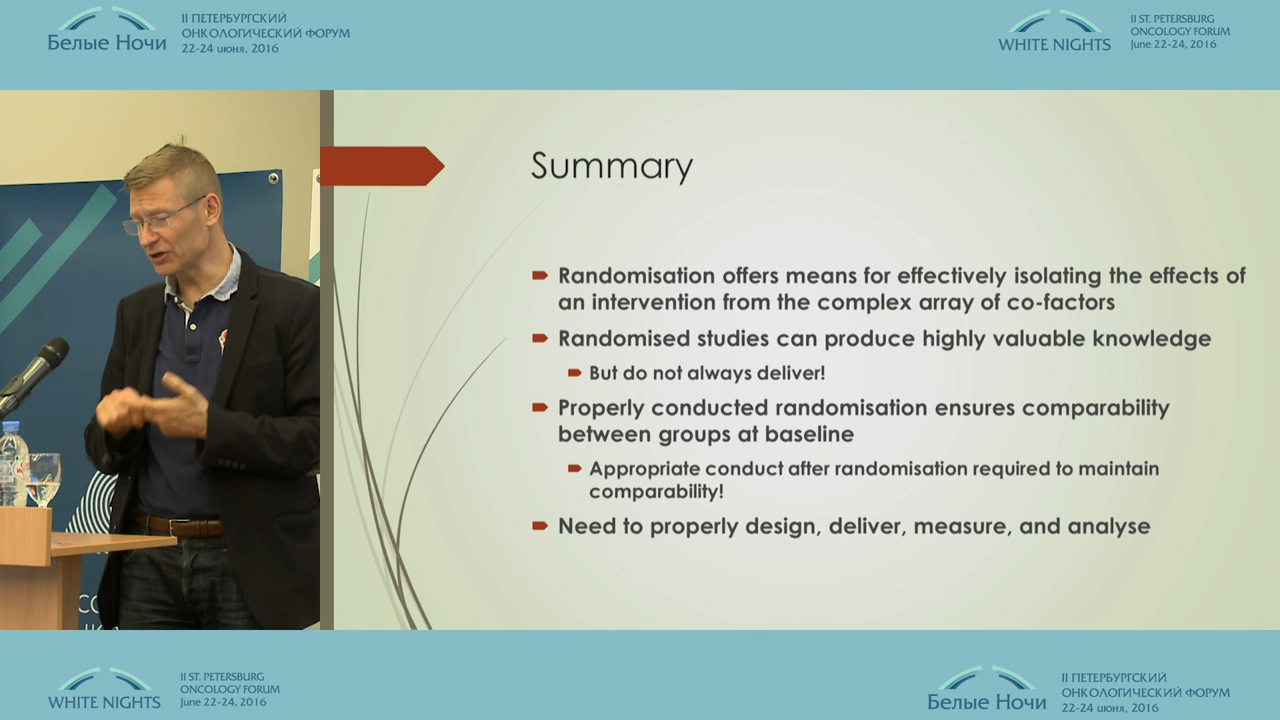 Белые Ночи
II ПЕТЕРБУРГСКИЙ
ОНКОЛОГИЧЕСКИЙ ФОРУМ
22-24 июня, 2016
WHITE NIGHTS
II ST. PETERSBURG
ONCOLOGY FORUM
June 22-24, 2016
Summary
Randomisation offers means for effectively isolating the effects of
an intervention from the complex array of co-factors
Randomised studies can produce highly valuable knowledge
But do not always deliver!
Properly conducted randomisation ensures comparability
between groups at baseline
Appropriate conduct after randomisation required to maintain
comparability!
Need to properly design, deliver, measure, and analyse
WHITE NIGHTS
II ST. PETERSBURG
ONCOLOGY FORUM
June 22-24, 2016
Белые Ночи
II ПЕТЕРБУРГСКИЙ
ОНКОЛОГИЧЕСКИЙ ФОРУМ
22-24 июня, 2016